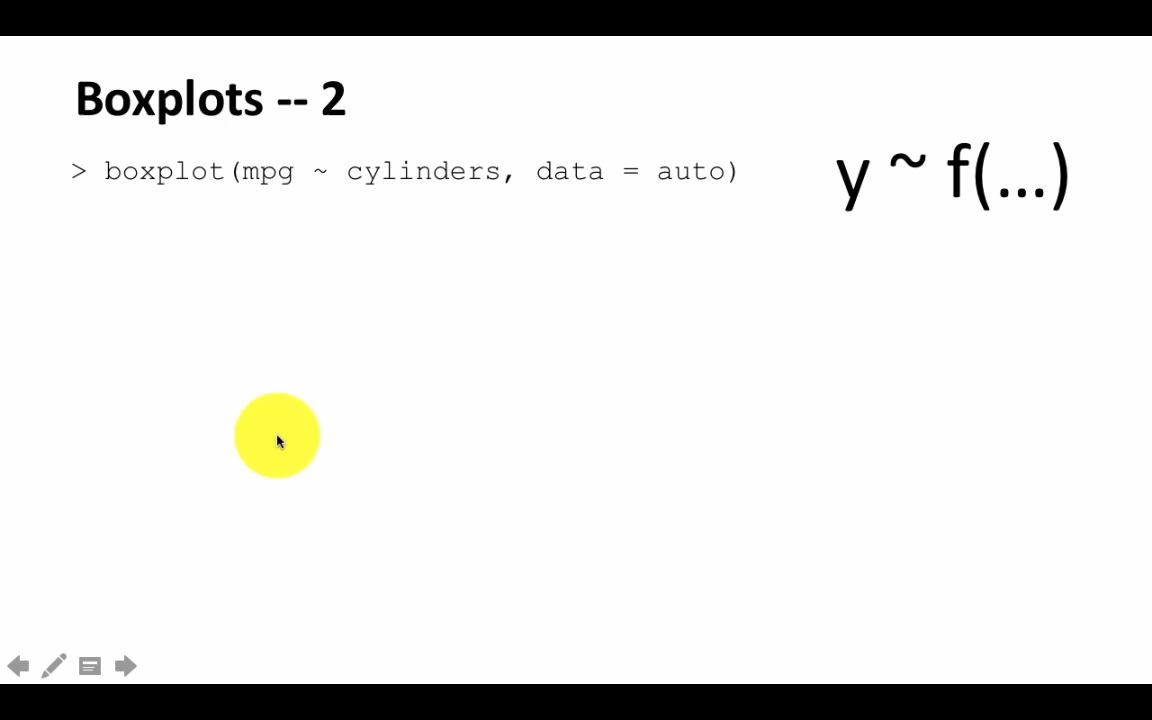 Boxplots -- 2
> boxplot(mpg ~ cylinders, data = auto)
y ~ f(...)